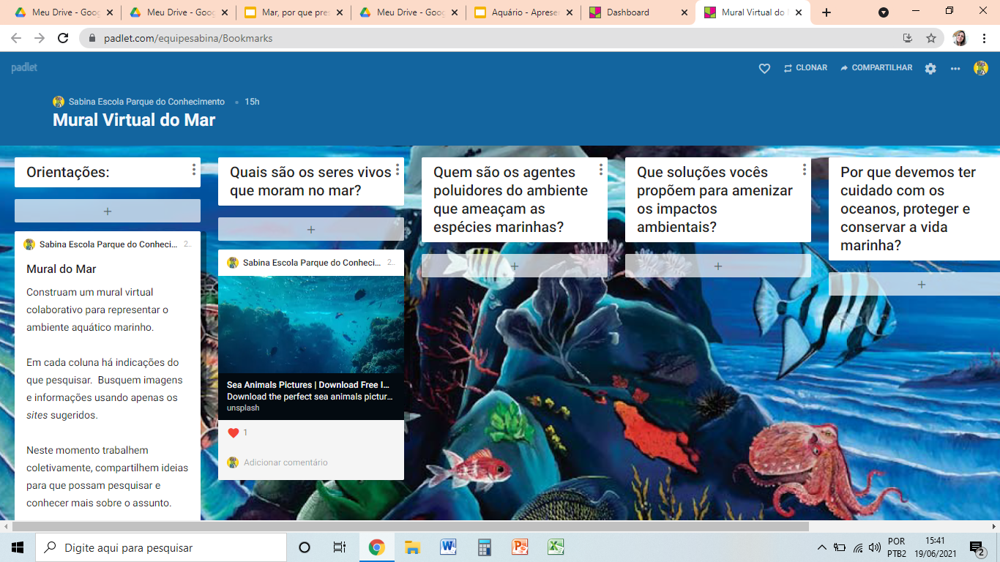 Meu Drive - Goog
Meu Drive - Goog
Mar, por que pres
Meu Drive - Goog
Aquário - Aprese
Dashboard
Mural Virtual do
padlet.com/equipesabina/Bookmarks
padlet
CLONAR
COMPARTILHAR
Sabina Escola Parque do Conhecimento • 15h
Mural Virtual do Mar
Orientações:
+
Sabina Escola Parque do Conheci... 2..
Mural do Mar
Construam um mural virtual
colaborativo para representar o
ambiente aquático marinho.
Em cada coluna há indicações do
que pesquisar. Busquem imagens
e informações usando apenas os
sites sugeridos.
Neste momento trabalhem
coletivamente, compartilhem ideias
para que possam pesquisar e
conhecer mais sobre o assunto.
Quais são os seres vivos
que moram no mar?
+
Sabina Escola Parque do Conheci... 2..
Sea Animals Pictures | Download Free I...
Download the perfect sea animals pictur...
unsplash
1
Adicionar comentário
Quem são os agentes
poluidores do ambiente
que ameaçam as
espécies marinhas?
+
Que soluções vocês
propõem para amenizar
os impactos
ambientais?
+
Por que devemos ter
cuidado com os
oceanos, proteger e
conservar a vida
marinha?
+
Digite aqui para pesquisar
POR
PTB2
15:41
19/06/2021
2